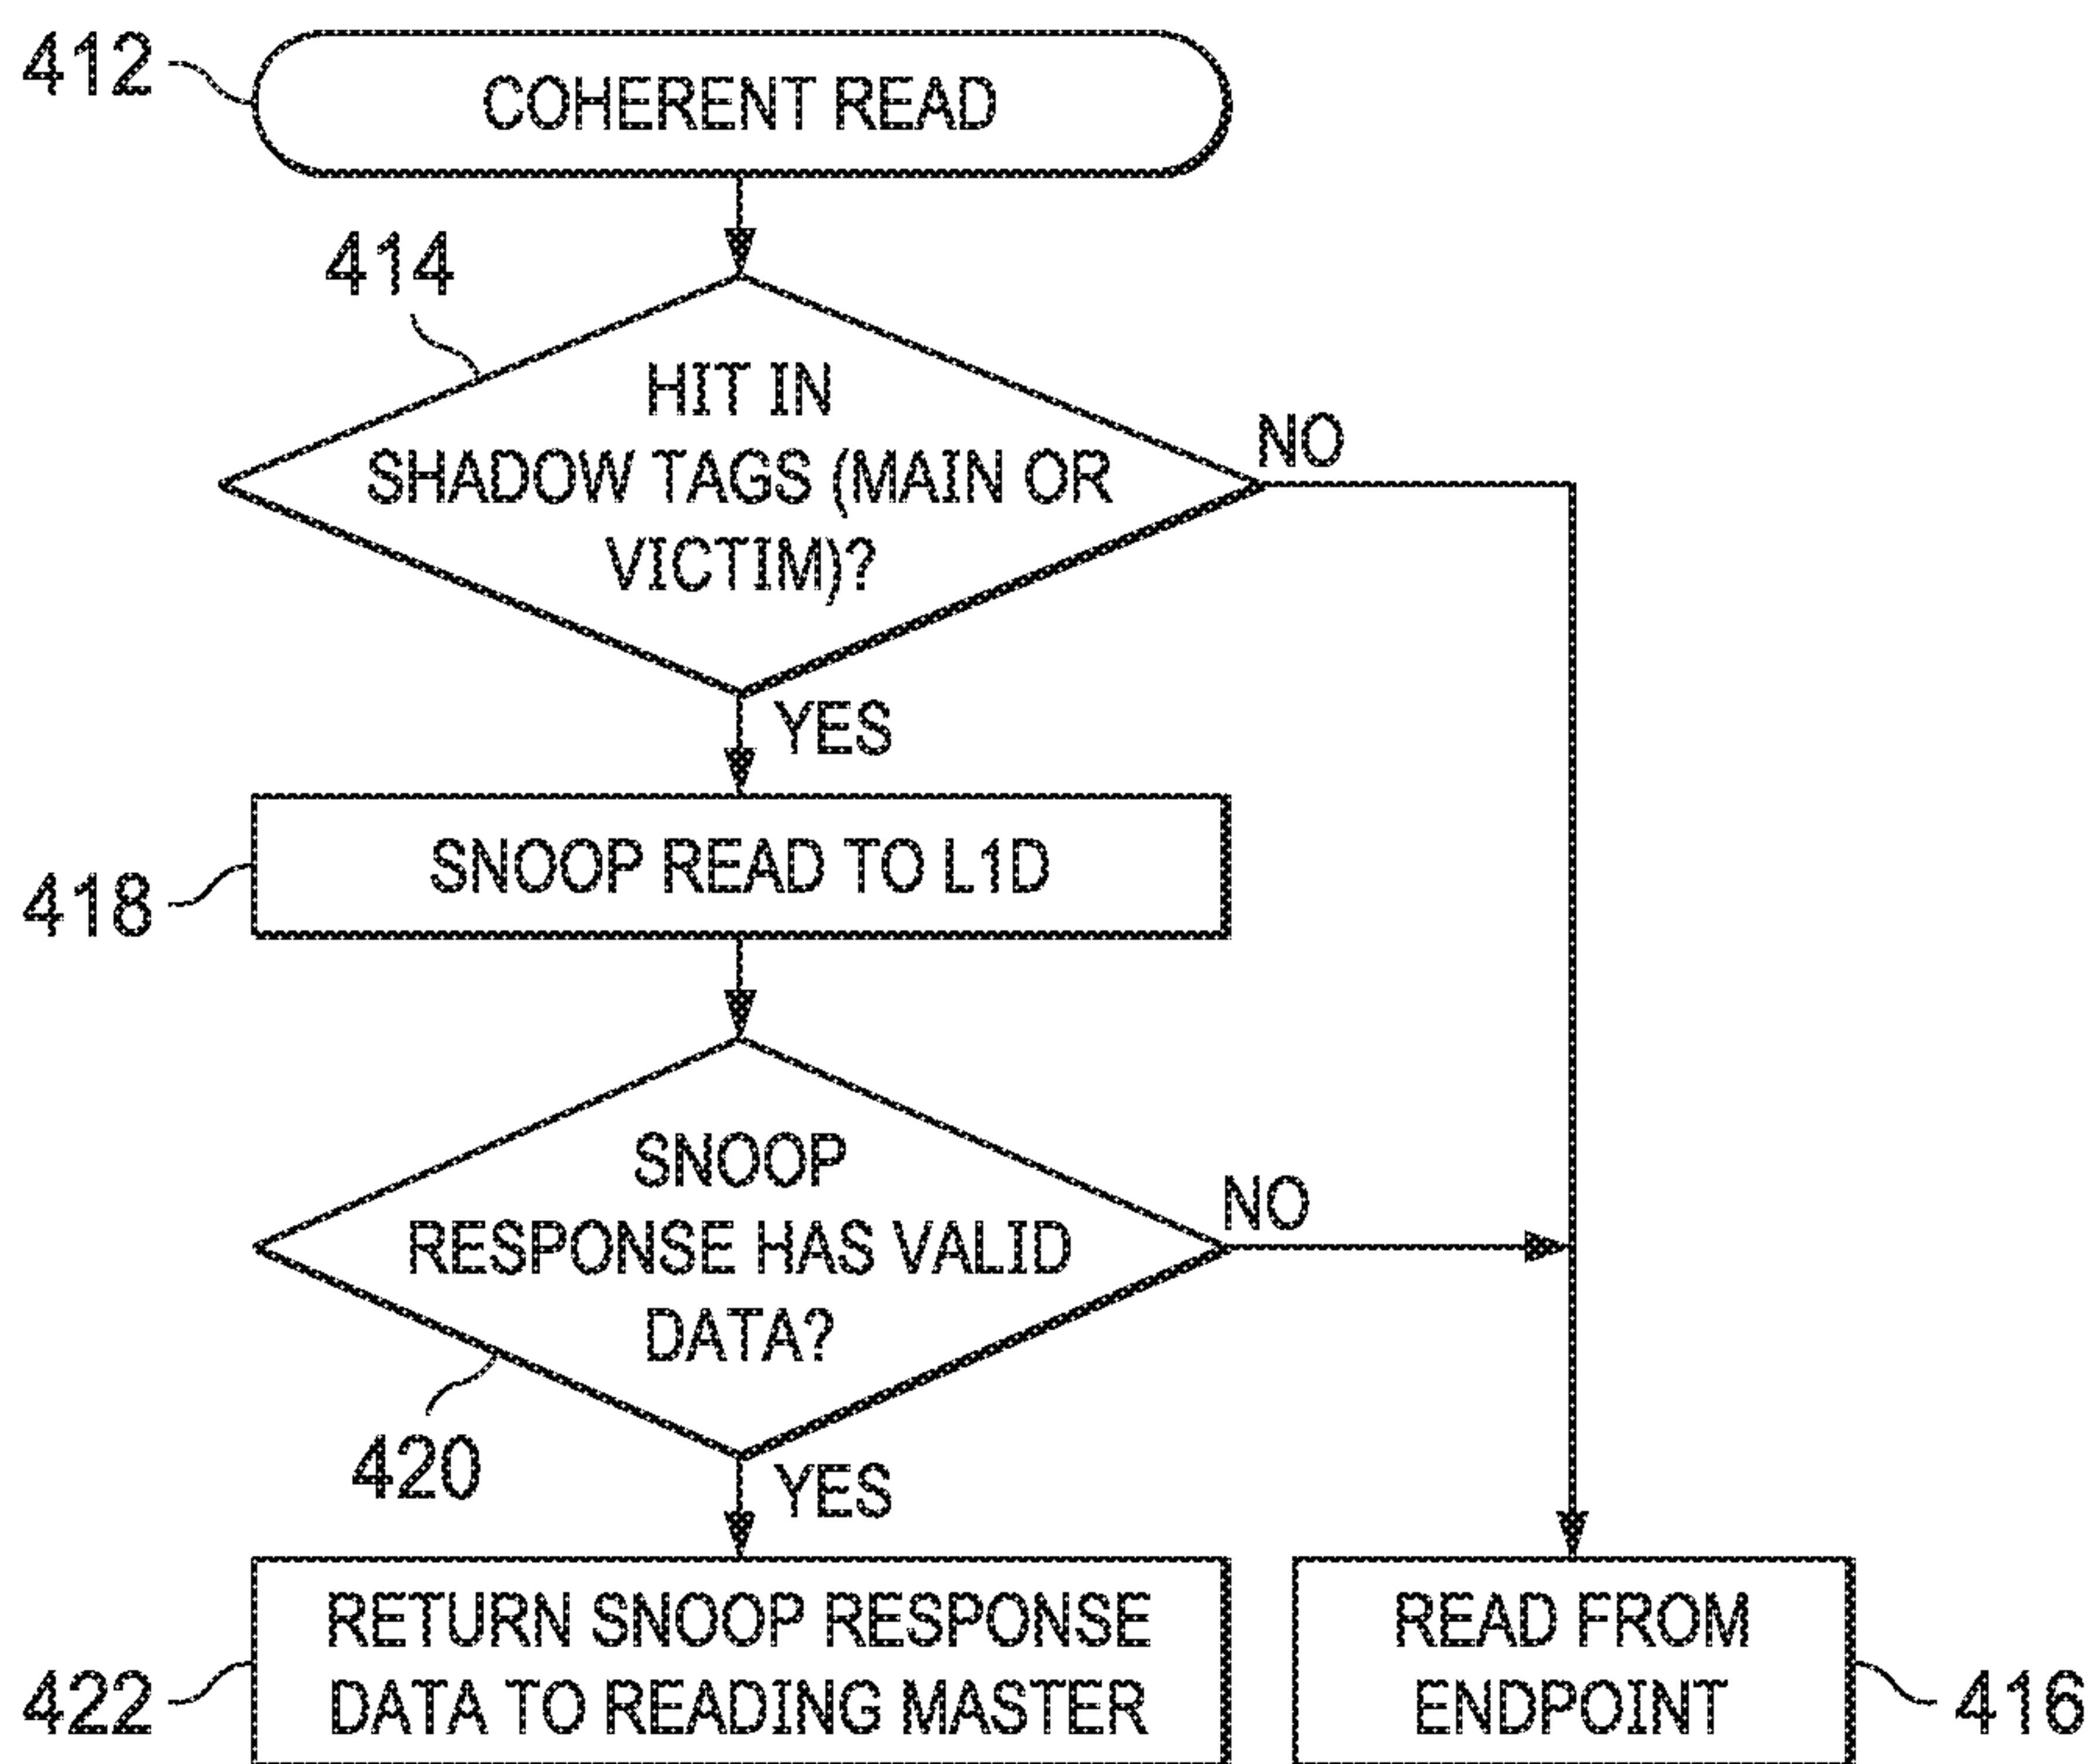 412
COHERENT READ
414
HIT IN
SHADOW TAGS (MAIN OR
VICTIM)?
NO
YES
418
SNOOP READ TO L1D
SNOOP
RESPONSE HAS VALID
DATA?
NO
420
YES
422
RETURN SNOOP RESPONSE
DATA TO READING MASTER
READ FROM
ENDPOINT
416